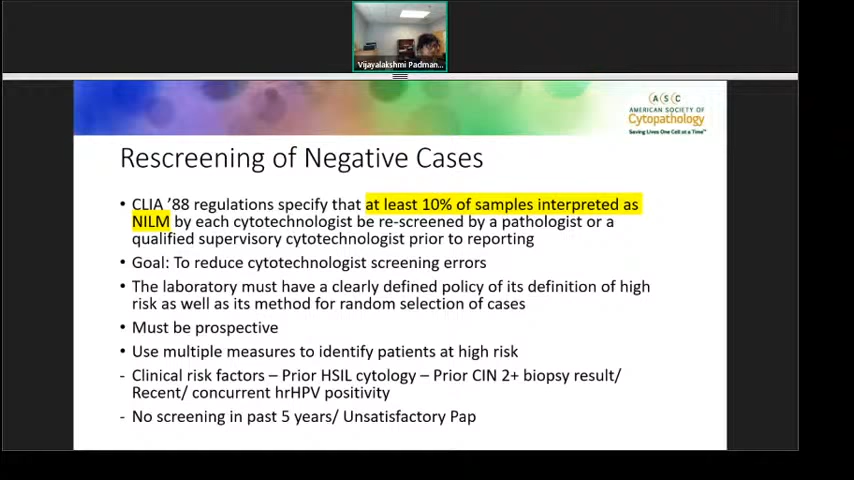 Vijayalakshmi Padman...
ASC
AMERICAN SOCIETY OF
Cytopathology
Saving Lives One Cell at a Time™
Rescreening of Negative Cases
• CLIA '88 regulations specify that at least 10% of samples interpreted as
NILM by each cytotechnologist be re-screened by a pathologist or a
qualified supervisory cytotechnologist prior to reporting
• Goal: To reduce cytotechnologist screening errors
• The laboratory must have a clearly defined policy of its definition of high
risk as well as its method for random selection of cases
• Must be prospective
• Use multiple measures to identify patients at high risk
- Clinical risk factors – Prior HSIL cytology – Prior CIN 2+ biopsy result/
Recent/ concurrent hrHPV positivity
- No screening in past 5 years/ Unsatisfactory Pap